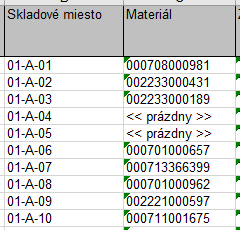 Skladové miesto Materiál
01-A-01 000708000981
01-A-02 002233000431
01-A-03 002233000189
01-A-04 << prázdny >>
01-A-05 << prázdny >>
01-A-06 000701000657
01-A-07 000713366399
01-A-08 000701000962
01-A-09 002221000597
01-A-10 000711001675